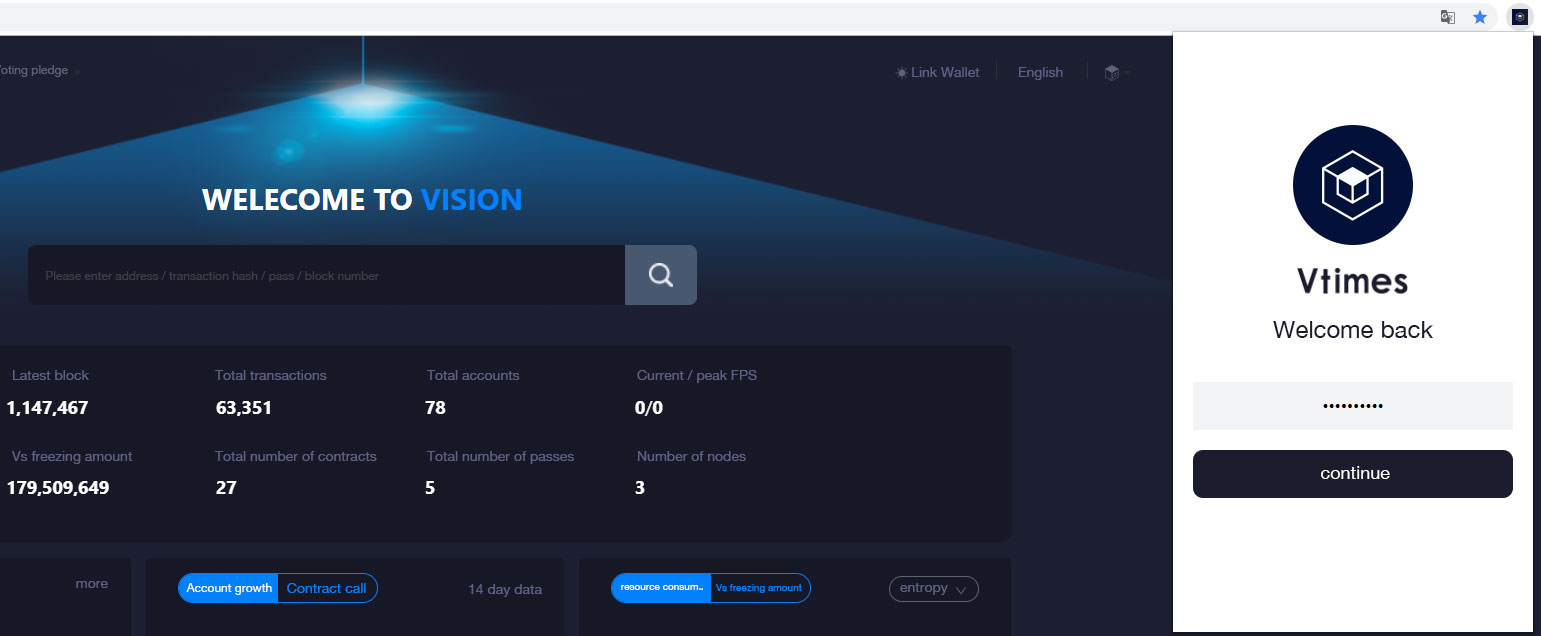 Voting pledge
Link Wallet
English
WELECOME TO VISION
Please enter address / transaction hash / pass / block number
Latest block
Total transactions
Total accounts
Current / peak FPS
1,147,467
63,351
78
0/0
Vs freezing amount
Total number of contracts
Total number of passes
Number of nodes
179,509,649
27
5
3
more
Account growth
Contract call
14 day data
resource consum..
Vs freezing amount
entropy
Vtimes
Welcome back
••••••••••
continue